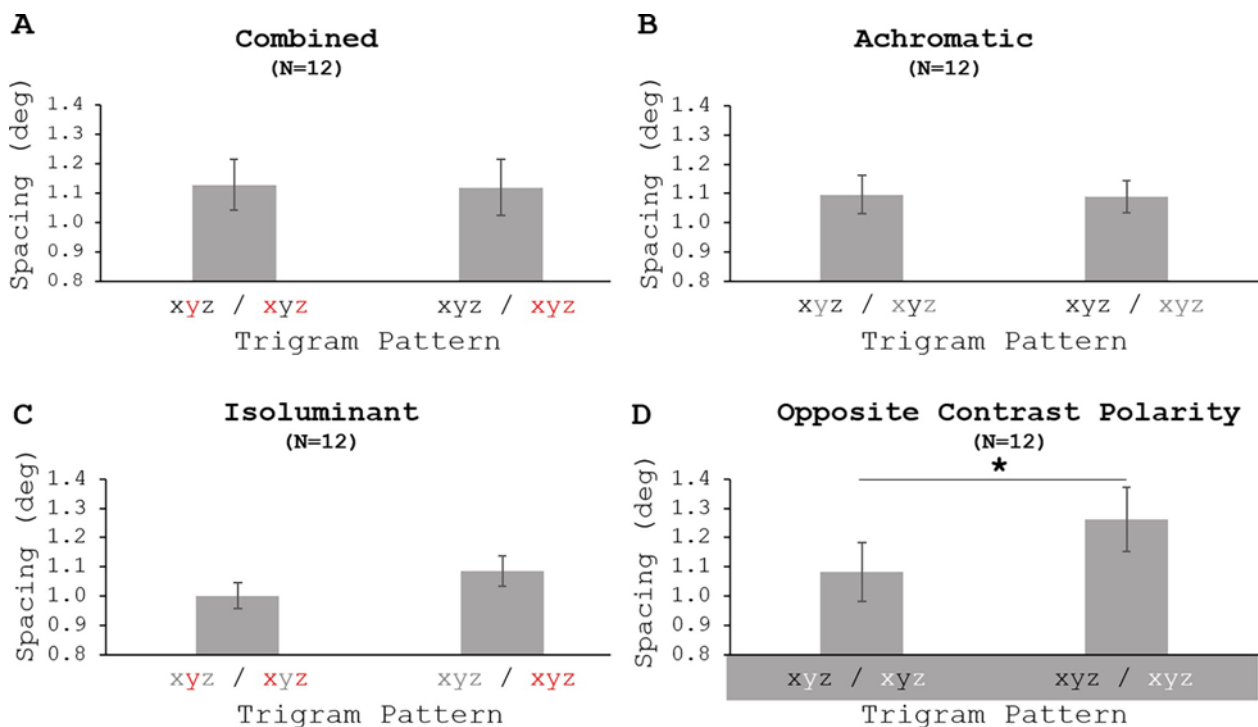 A
Combined
(N=12)
Spacing (deg)
1.4
1.3
1.2
1.1
1.0
0.9
0.8
xyz / xyz
xyz / xyz
Trigram Pattern
B
Achromatic
(N=12)
Spacing (deg)
1.4
1.3
1.2
1.1
1.0
0.9
0.8
xyz / xyz
xyz / xyz
Trigram Pattern
C
Isoluminant
(N=12)
Spacing (deg)
1.4
1.3
1.2
1.1
1.0
0.9
0.8
xyz / xyz
xyz / xyz
Trigram Pattern
D
Opposite Contrast Polarity
(N=12)
*
Spacing (deg)
1.4
1.3
1.2
1.1
1.0
0.9
0.8
xyz / xyz
xyz / xyz
Trigram Pattern